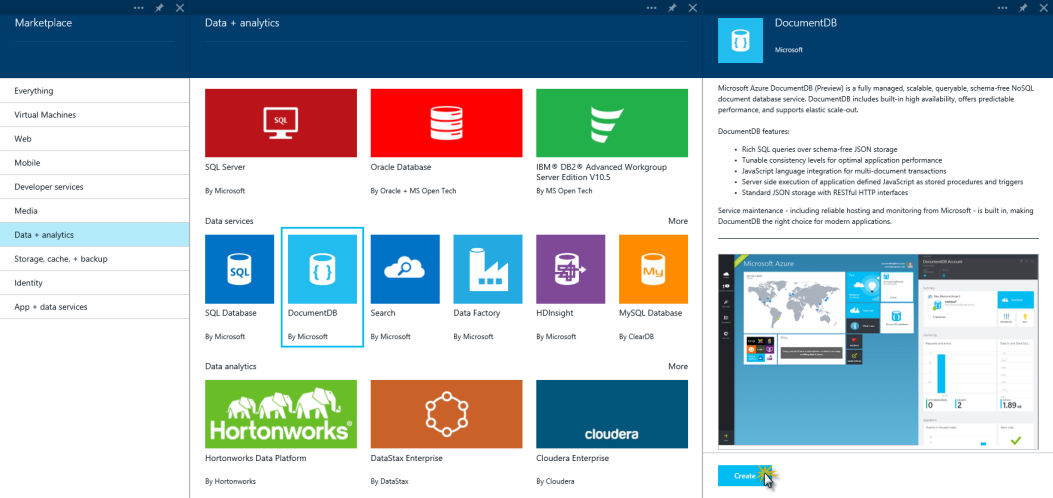 Marketplace
Everything
Virtual Machines
Web
Mobile
Developer services
Media
Data + analytics
Storage, cache, + backup
Identity
App + data services
Data + analytics
SQL
SQL Server
By Microsoft
Oracle Database
By Oracle + MS Open Tech
IBM® DB2® Advanced Workgroup
Server Edition V10.5
By MS Open Tech
Data services
More
SQL
SQL Database
By Microsoft
{ }
DocumentDB
By Microsoft
Search
By Microsoft
Data Factory
By Microsoft
HDInsight
By Microsoft
My
MySQL Database
By ClearDB
Data analytics
More
Hortonworks
Hortonworks Data Platform
By Hortonworks
DataStax Enterprise
By DataStax
cloudera
Cloudera Enterprise
By Cloudera
DocumentDB
Microsoft
Microsoft Azure DocumentDB (Preview) is a fully managed, scalable, queryable, schema-free NoSQL
document database service. DocumentDB includes built-in high availability, offers predictable
performance, and supports elastic scale-out.
DocumentDB features:
• Rich SQL queries over schema-free JSON storage
• Tunable consistency levels for optimal application performance
• JavaScript language integration for multi-document transactions
• Server side execution of application defined JavaScript as stored procedures and triggers
• Standard JSON storage with RESTful HTTP interfaces
Service maintenance - including reliable hosting and monitoring from Microsoft - is built in, making
DocumentDB the right choice for modern applications.
Microsoft Azure
DocumentDB Account
0
2
1.89
Create